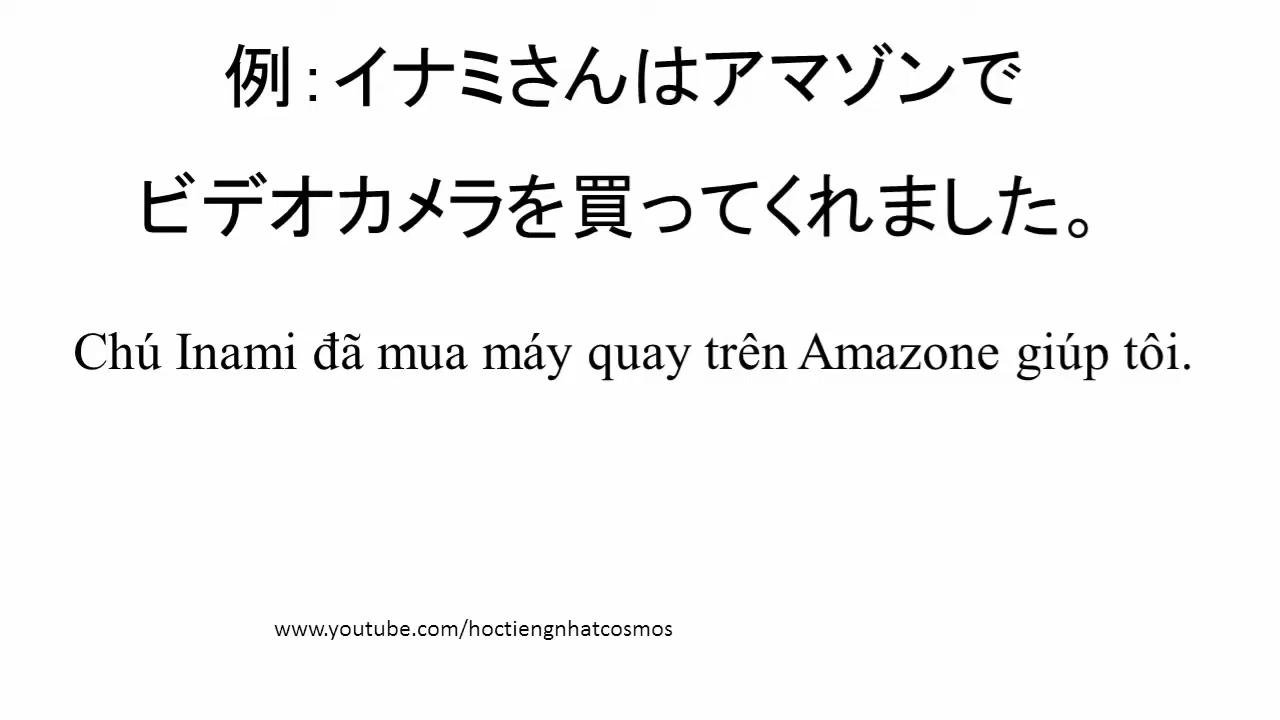 例：イナミさんはアマゾンで
ビデオカメラを買ってくれました。
Chú Inami đã mua máy quay trên Amazone giúp tôi.
www.youtube.com/hoctiengnhatcosmos